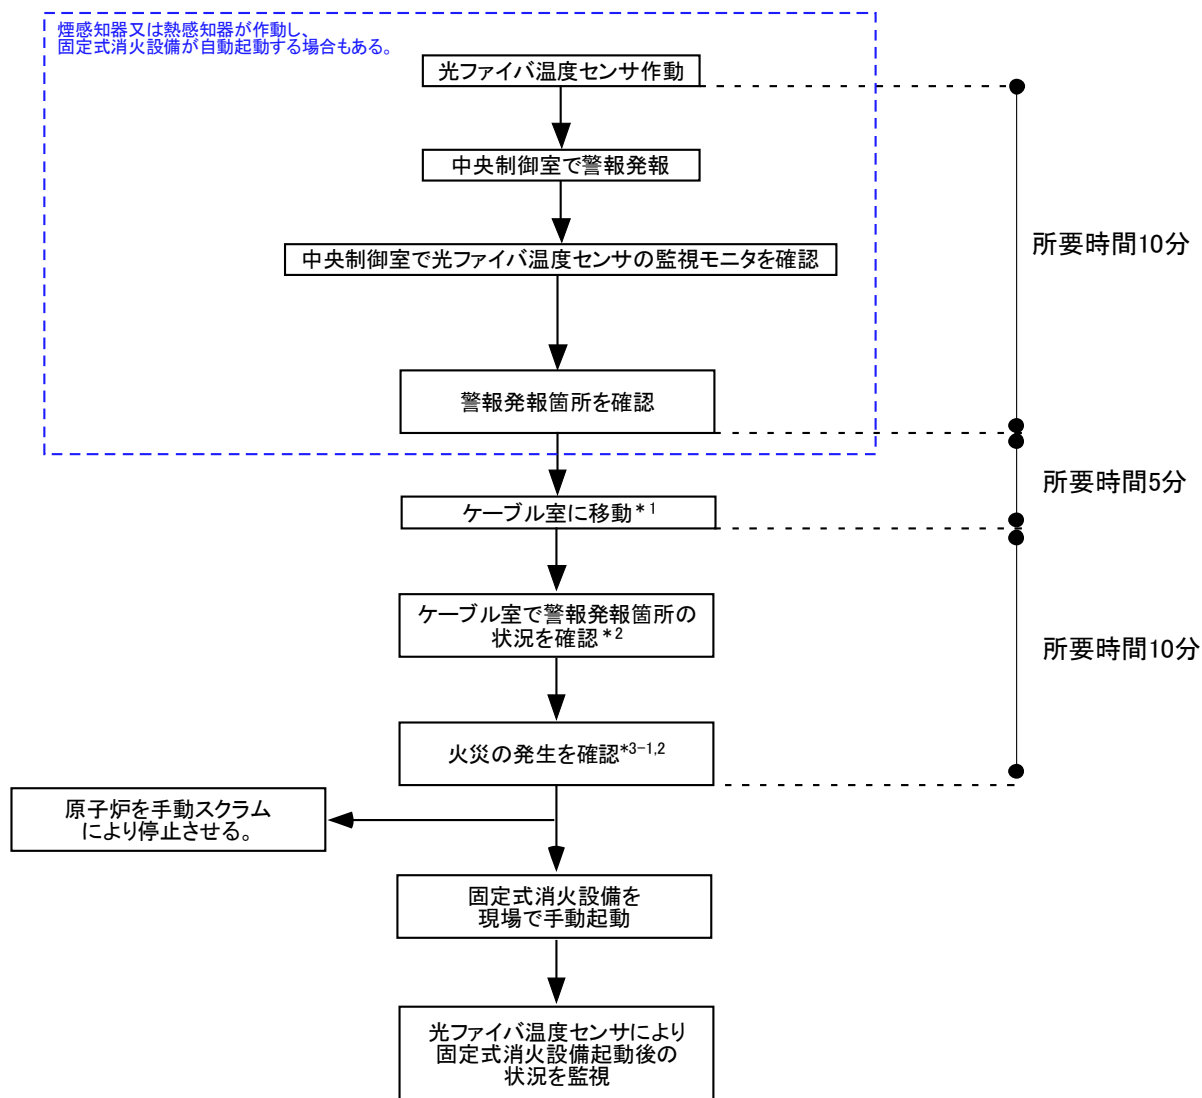 煙感知器又は熱感知器が作動し、
固定式消火設備が自動起動する場合もある。
光ファイバ温度センサ作動
中央制御室で警報発報
中央制御室で光ファイバ温度センサの監視モニタを確認
所要時間10分
警報発報箇所を確認
所要時間5分
ケーブル室に移動*1
ケーブル室で警報発報箇所の
状況を確認*2
所要時間10分
火災の発生を確認*3-1,2
原子炉を手動スクラム
により停止させる。
固定式消火設備を
現場で手動起動
光ファイバ温度センサにより
固定式消火設備起動後の
状況を監視